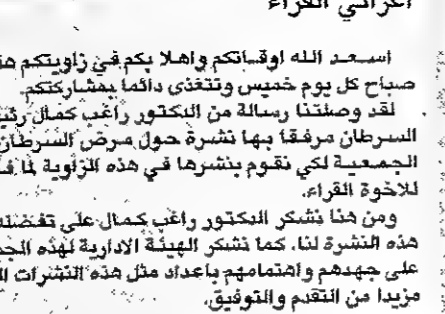 اعزائي القراء
اسعد الله اوقاتكم واهلا بكم في زاويتكم
صباح كل يوم خميس وتتغذى دائما بمشاركتكم.
لقد وصلتنا رسالة من الدكتور راغب كمال
السرطان مرفقا بها نشرة حول مرض السرطان
الجمعية لكي نقوم بنشرها في هذه الزاوية لما
للاخوة القراء.
ومن هنا نشكر الدكتور راغب كمال على تفضله
هذه النشرة لنا، كما نشكر الهيئة الادارية لهذه
على جهدهم واهتمامهم باعداد مثل هذه النشرات
مزيدا من التقدم والتوفيق.